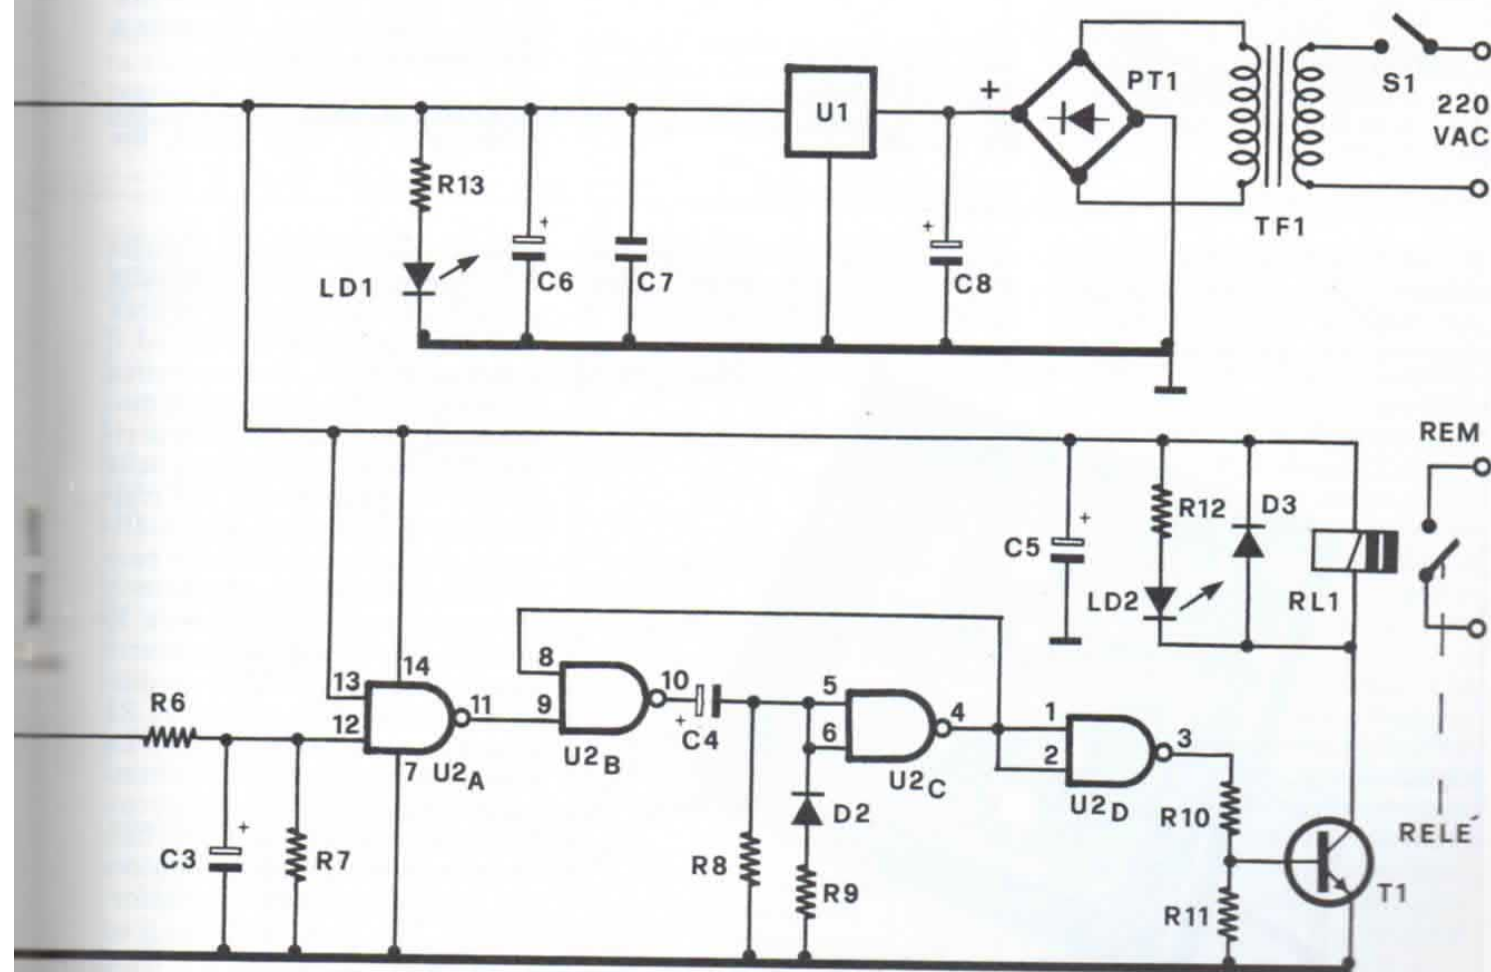 PT1
S1
220
VAC
+
U1
R13
+
C6
C7
+
C8
LD1
TF1
REM
R12
D3
+
C5
LD2
RL1
14
13
12
11
8
9
10
5
6
4
1
2
3
R6
7
U2A
U2B
+
C4
U2C
U2D
D2
R10
RELE´
+
C3
R7
R8
R9
R11
T1